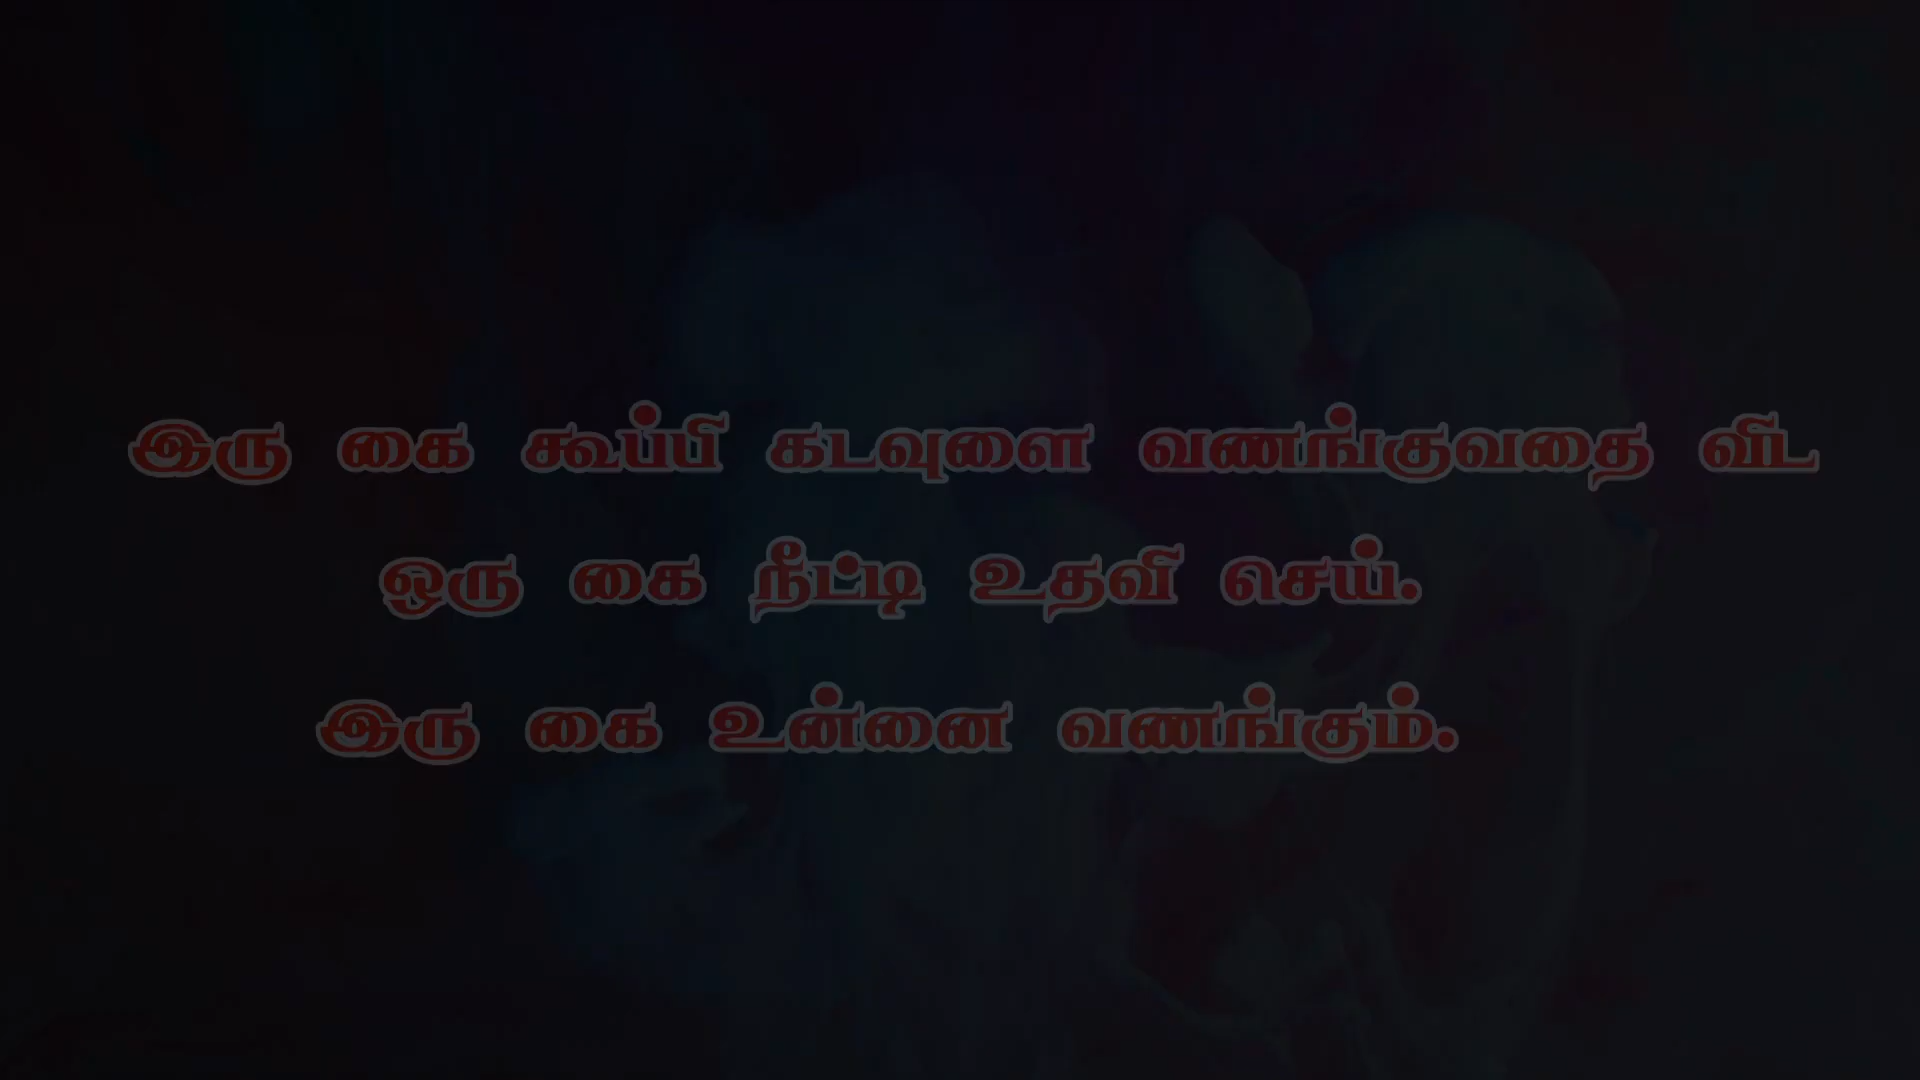 இரு கை கூப்பி கடவுளை வணங்குவதை விட
ஒரு கை நீட்டி உதவி செய்.
இரு கை உன்னை வணங்கும்.